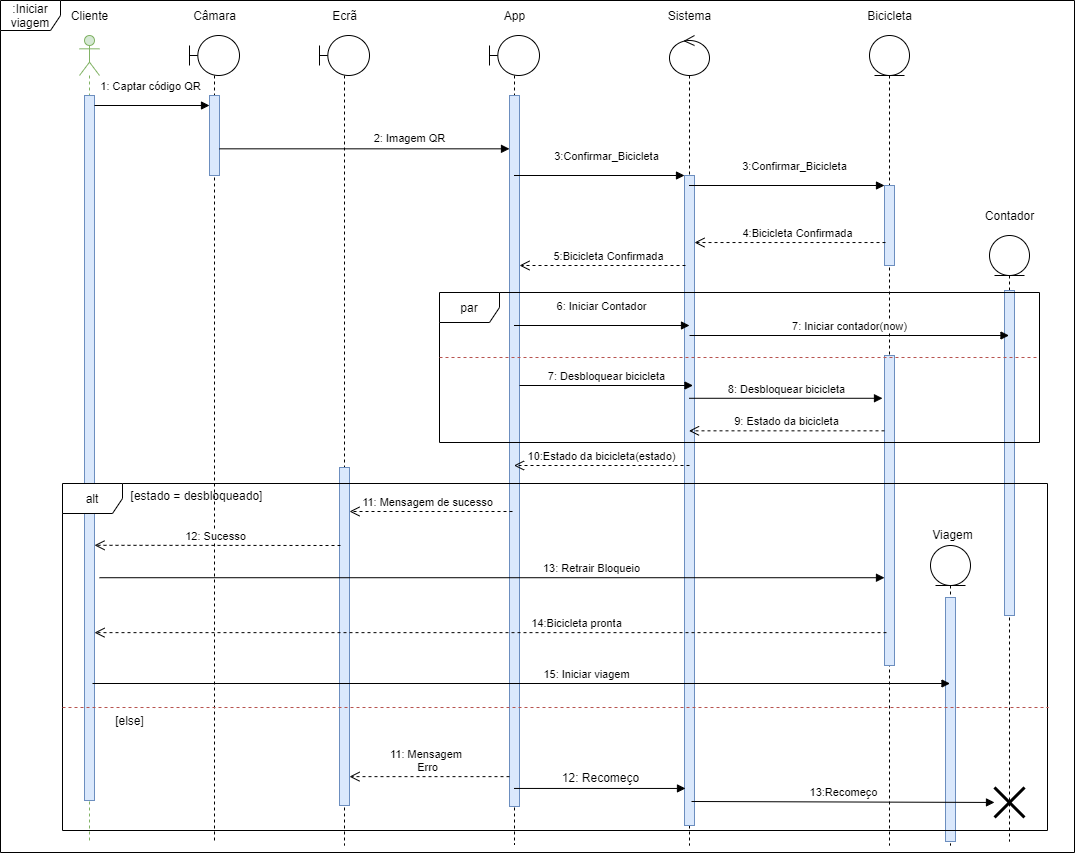 :Iniciar
viagem
Cliente
Câmara
Ecrã
App
Sistema
Bicicleta
1: Captar código QR
2: Imagem QR
3:Confirmar_Bicicleta
3:Confirmar_Bicicleta
Contador
4:Bicicleta Confirmada
5:Bicicleta Confirmada
par
6: Iniciar Contador
7: Iniciar contador(now)
7: Desbloquear bicicleta
8: Desbloquear bicicleta
9: Estado da bicicleta
10:Estado da bicicleta(estado)
alt
[estado = desbloqueado]
11: Mensagem de sucesso
12: Sucesso
Viagem
13: Retrair Bloqueio
14:Bicicleta pronta
15: Iniciar viagem
[else]
11: Mensagem
Erro
12: Recomeço
13:Recomeço